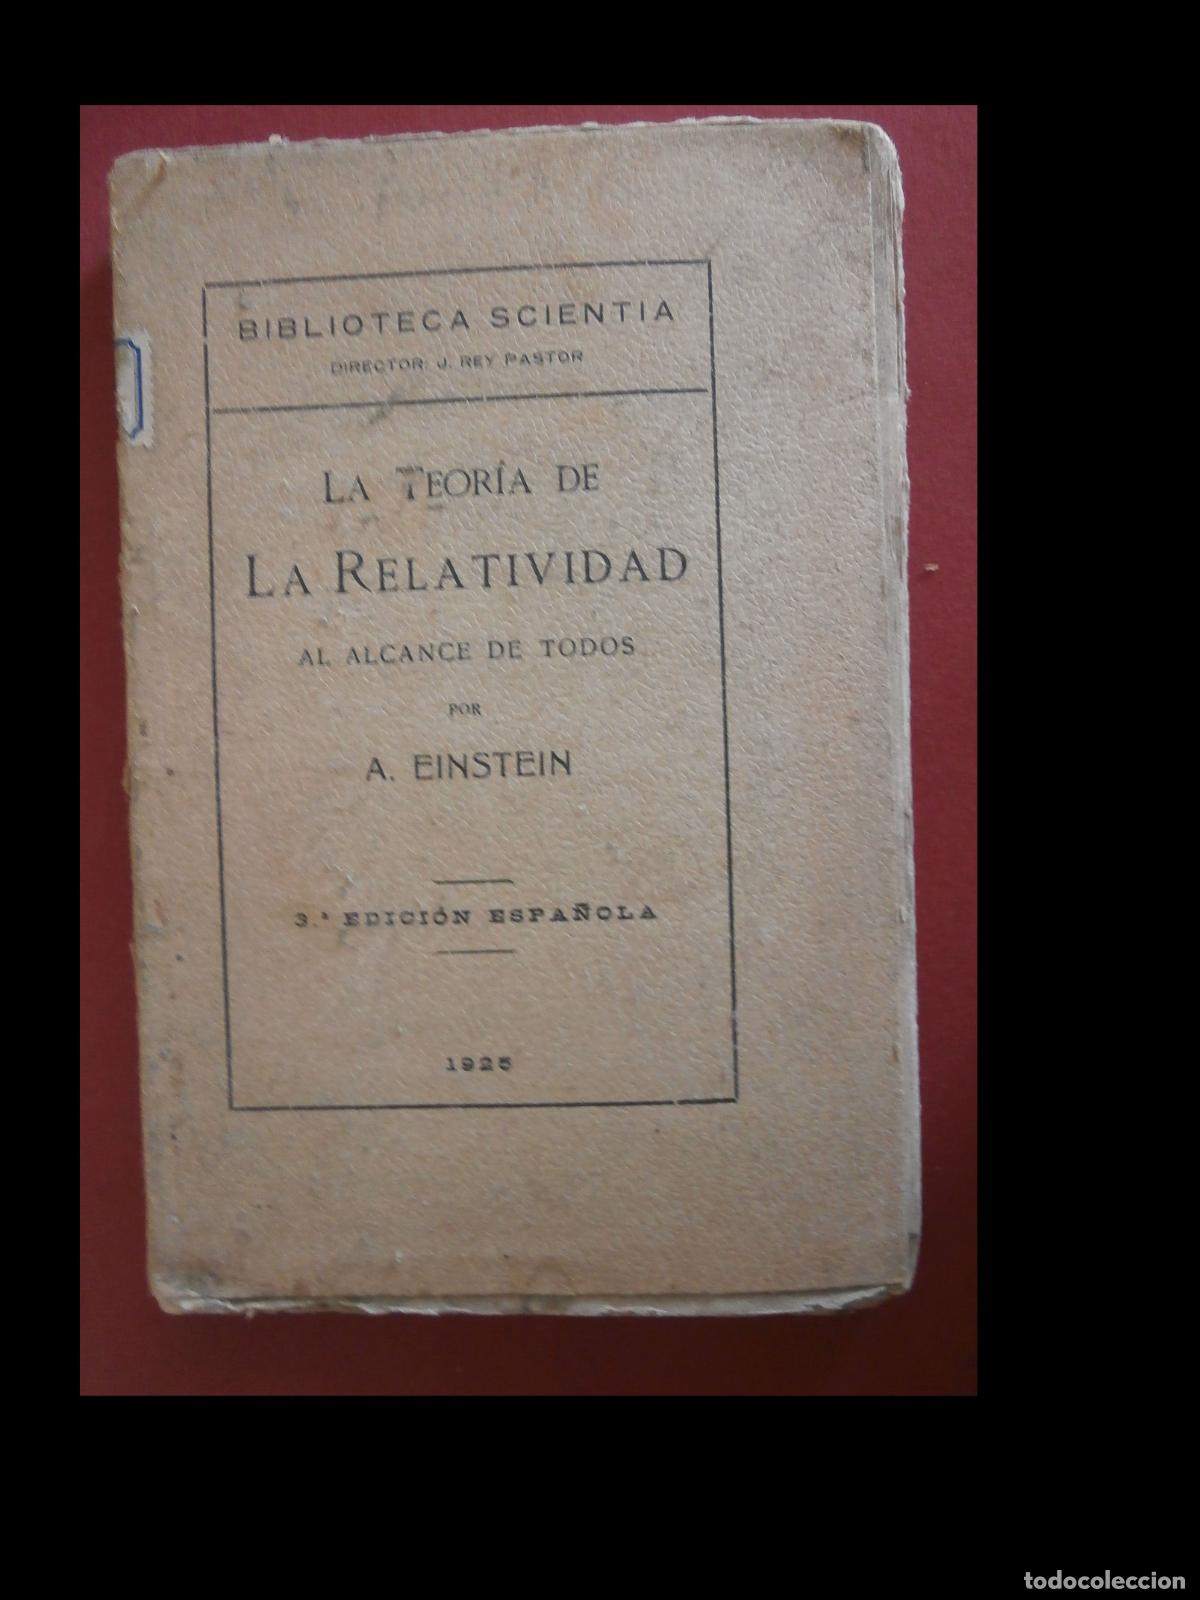 BIBLIOTECA SCIENTIA
DIRECTOR: J. REY PASTOR
LA TEORÍA DE
LA RELATIVIDAD
AL ALCANCE DE TODOS
POR
A. EINSTEIN
3.ª EDICIÓN ESPAÑOLA
1925
todocoleccion